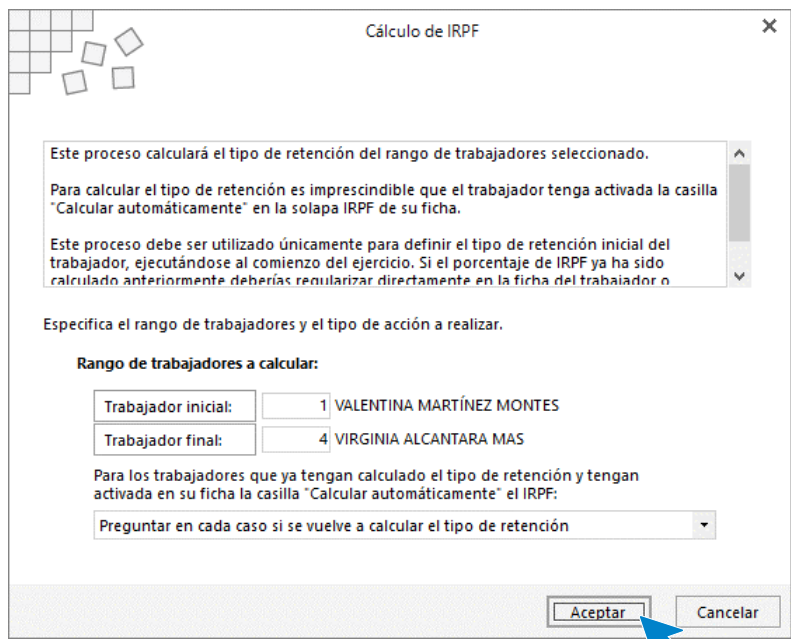 Cálculo de IRPF
Este proceso calculará el tipo de retención del rango de trabajadores seleccionado.
Para calcular el tipo de retención es imprescindible que el trabajador tenga activada la casilla
"Calcular automáticamente" en la solapa IRPF de su ficha.
Este proceso debe ser utilizado únicamente para definir el tipo de retención inicial del
trabajador, ejecutándose al comienzo del ejercicio. Si el porcentaje de IRPF ya ha sido
calculado anteriormente deberías regularizar directamente en la ficha del trabajador o
Especifica el rango de trabajadores y el tipo de acción a realizar.
Rango de trabajadores a calcular:
Trabajador inicial: 1 VALENTINA MARTÍNEZ MONTES
Trabajador final: 4 VIRGINIA ALCANTARA MAS
Para los trabajadores que ya tengan calculado el tipo de retención y tengan
activada en su ficha la casilla "Calcular automáticamente" el IRPF:
Preguntar en cada caso si se vuelve a calcular el tipo de retención
Aceptar Cancelar